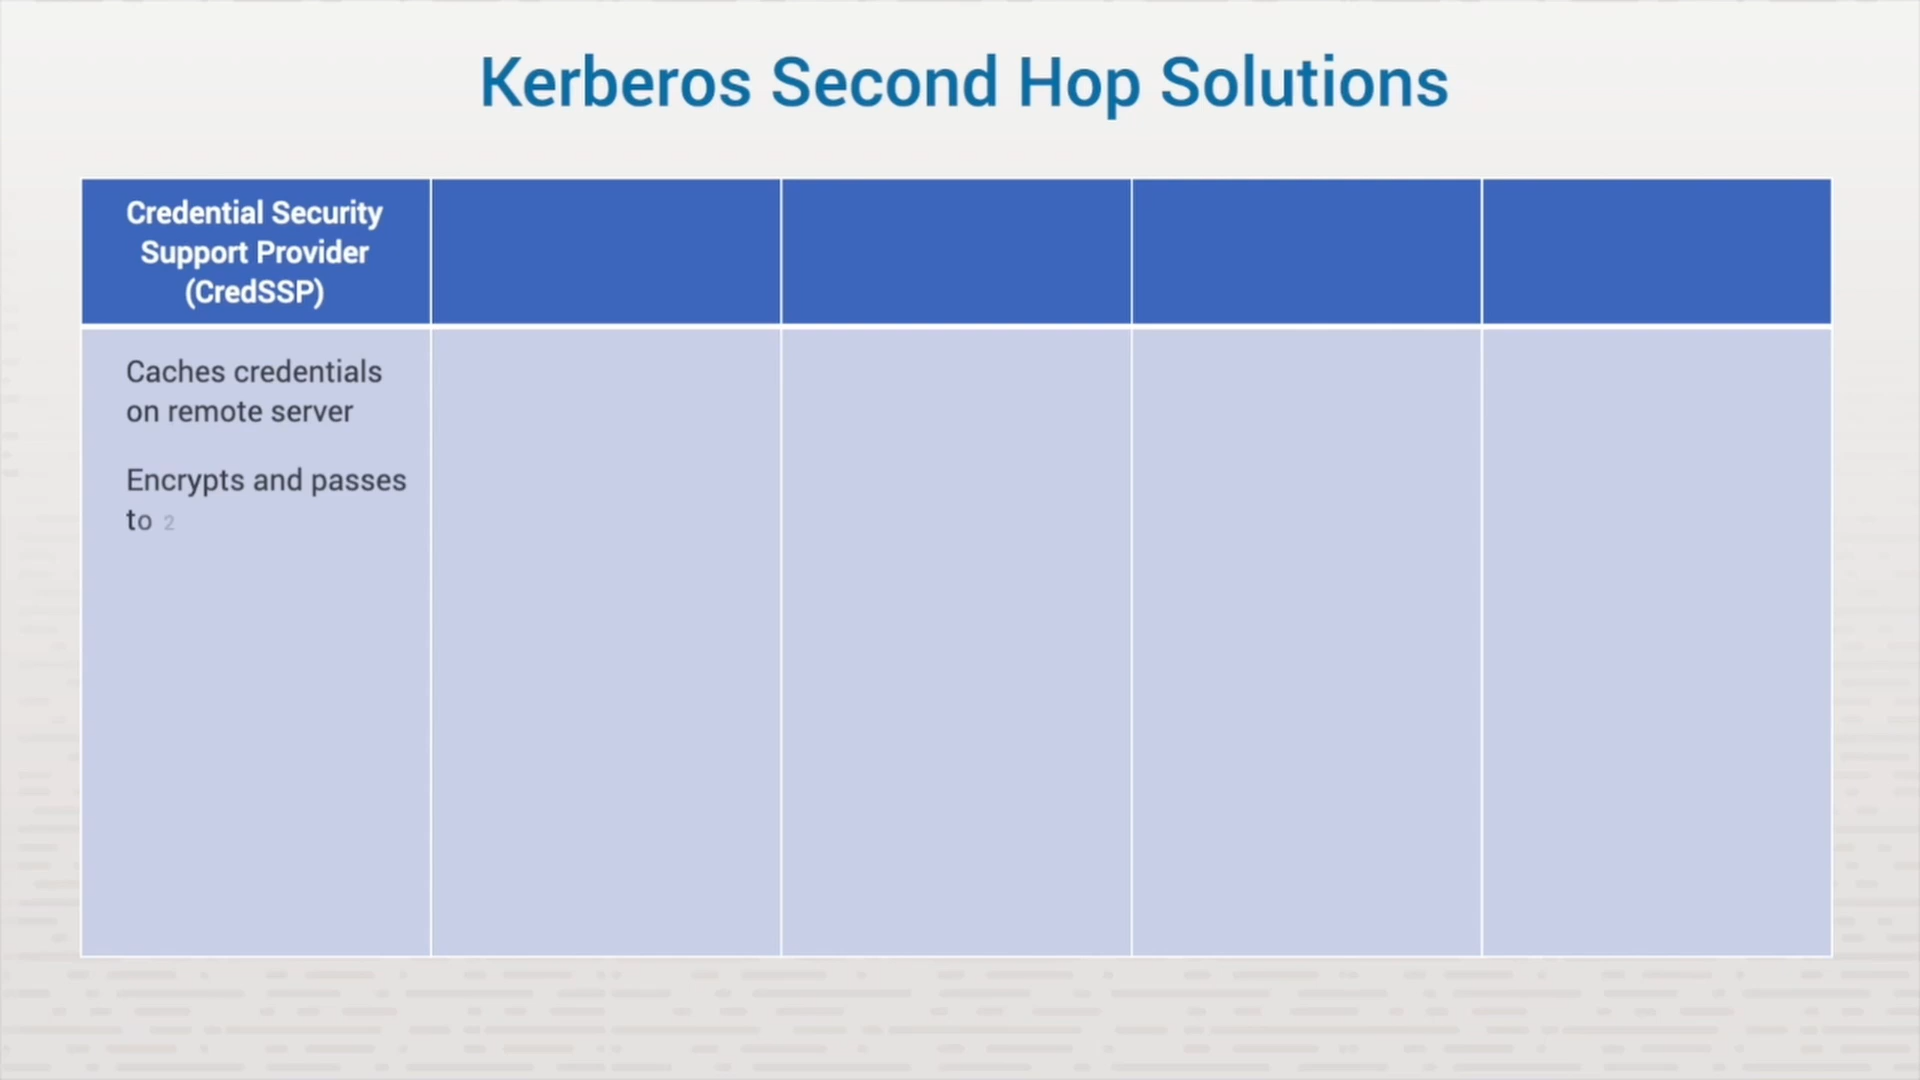 Kerberos Second Hop Solutions
Credential Security
Support Provider
(CredSSP)
Caches credentials
on remote server
Encrypts and passes
to 2